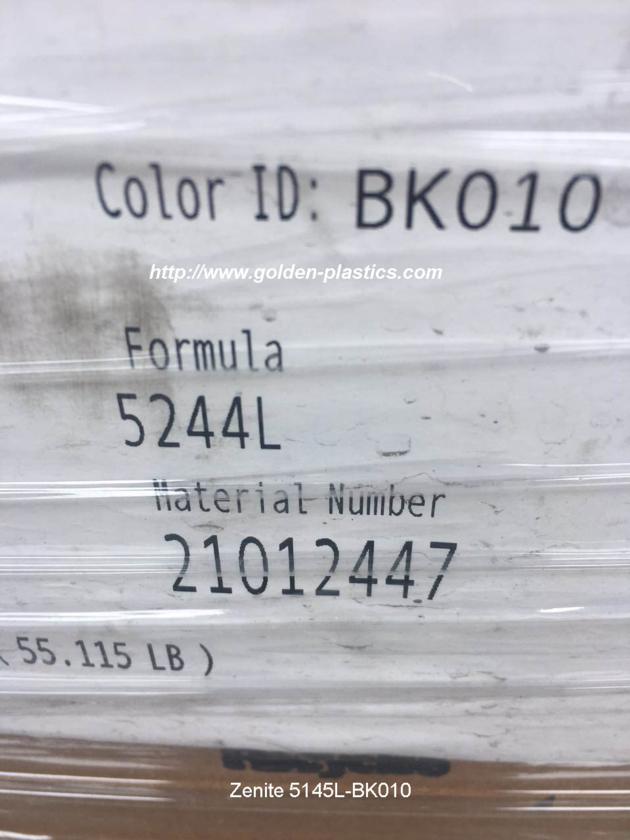 Color ID: BK010
http://www.golden-plastics.com
Formula
5244L
Material Number
21012447
55.115 LB )
Zenite 5145L-BK010